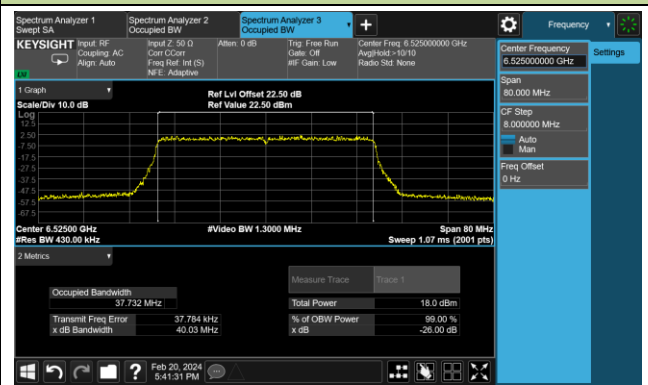 Spectrum Analyzer 1
Swept SA
Spectrum Analyzer 2
Occupied BW
Spectrum Analyzer 3
Occupied BW
Frequency
KEYSIGHT
Input: RF
Coupling: AC
Align: Auto
Input Z: 50 Ω
Corr CCorr
Freq Ref: Int (S)
NFE: Adaptive
Atten: 0 dB
Trig: Free Run
Gate: Off
#IF Gain: Low
Center Freq: 6.525000000 GHz
Avg|Hold:>10/10
Radio Std: None
Center Frequency
6.525000000 GHz
Settings
Span
80.000 MHz
CF Step
8.000000 MHz
Auto
Man
Freq Offset
0 Hz
1 Graph
Scale/Div 10.0 dB
Ref Lvl Offset 22.50 dB
Ref Value 22.50 dBm
Log
12.5
2.50
-7.50
-17.5
-27.5
-37.5
-47.5
-57.5
-67.5
Center 6.52500 GHz
#Res BW 430.00 kHz
#Video BW 1.3000 MHz
Span 80 MHz
Sweep 1.07 ms (2001 pts)
2 Metrics
Measure Trace
Trace 1
Occupied Bandwidth
37.732 MHz
Total Power
18.0 dBm
Transmit Freq Error
37.784 kHz
% of OBW Power
99.00 %
x dB Bandwidth
40.03 MHz
x dB
-26.00 dB
Feb 20, 2024
5:41:31 PM